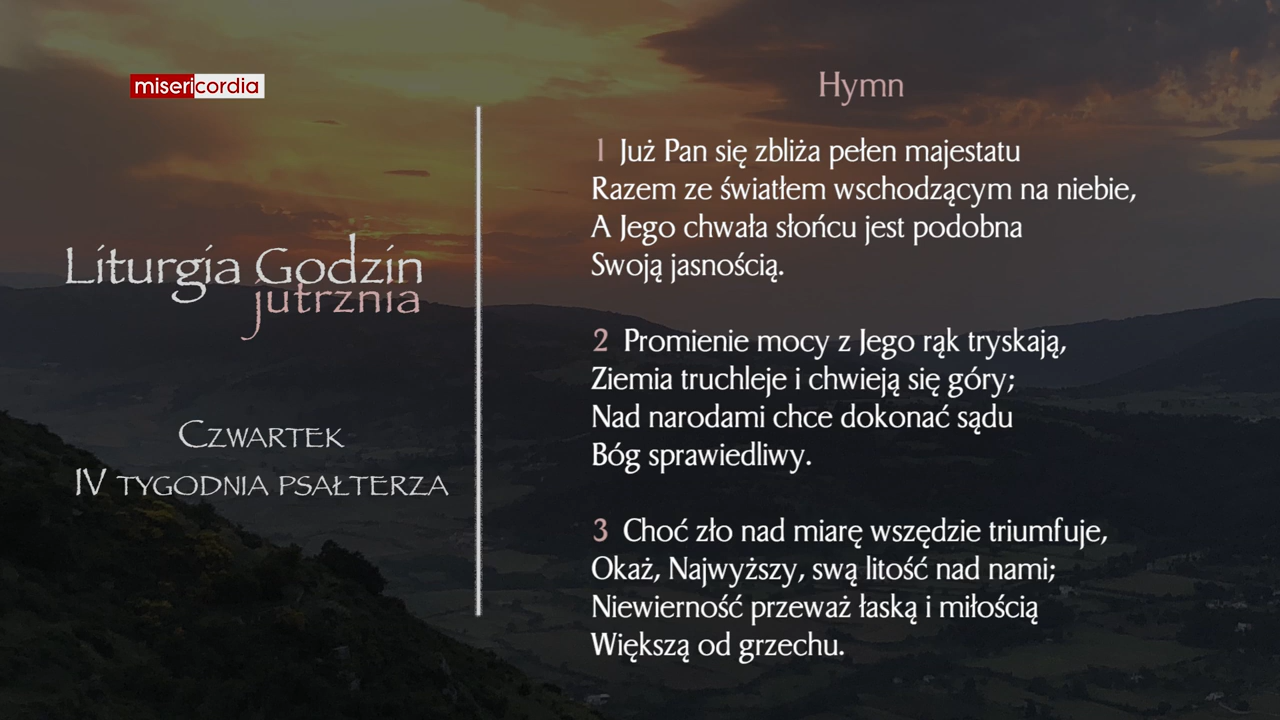 misericordia
Liturgia Godzin
jutrznia
Czwartek
IV tygodnia psałterza
Hymn
1 Już Pan się zbliża pełen majestatu
Razem ze światłem wschodzącym na niebie,
A Jego chwała słońcu jest podobna
Swoją jasnością.
2 Promienie mocy z Jego rąk tryskają,
Ziemia truchleje i chwieją się góry;
Nad narodami chce dokonać sądu
Bóg sprawiedliwy.
3 Choć zło nad miarę wszędzie triumfuje,
Okaż, Najwyższy, swą litość nad nami;
Niewierność przeważ łaską i miłością
Większą od grzechu.